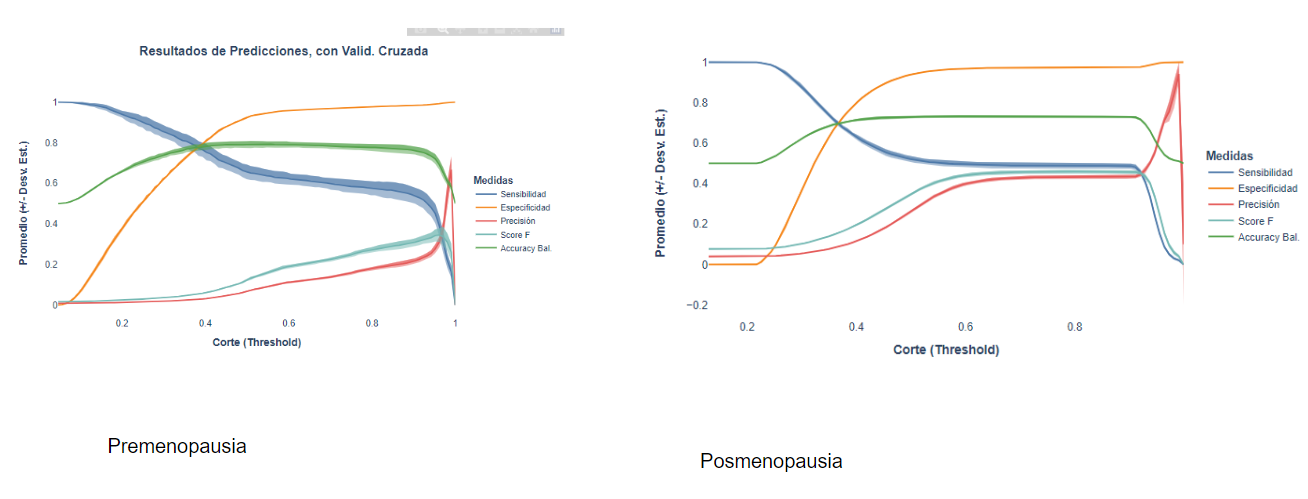 Resultados de Predicciones, con Valid. Cruzada
Promedio (+/- Desv. Est.)
1
0.8
0.6
0.4
0.2
0
0.2
0.4
0.6
0.8
1
Corte (Threshold)
Medidas
Sensibilidad
Especificidad
Precisión
Score F
Accuracy Bal.
Premenopausia
Promedio (+/- Desv. Est.)
1
0.8
0.6
0.4
0.2
0
−0.2
0.2
0.4
0.6
0.8
Corte (Threshold)
Medidas
Sensibilidad
Especificidad
Precisión
Score F
Accuracy Bal.
Posmenopausia